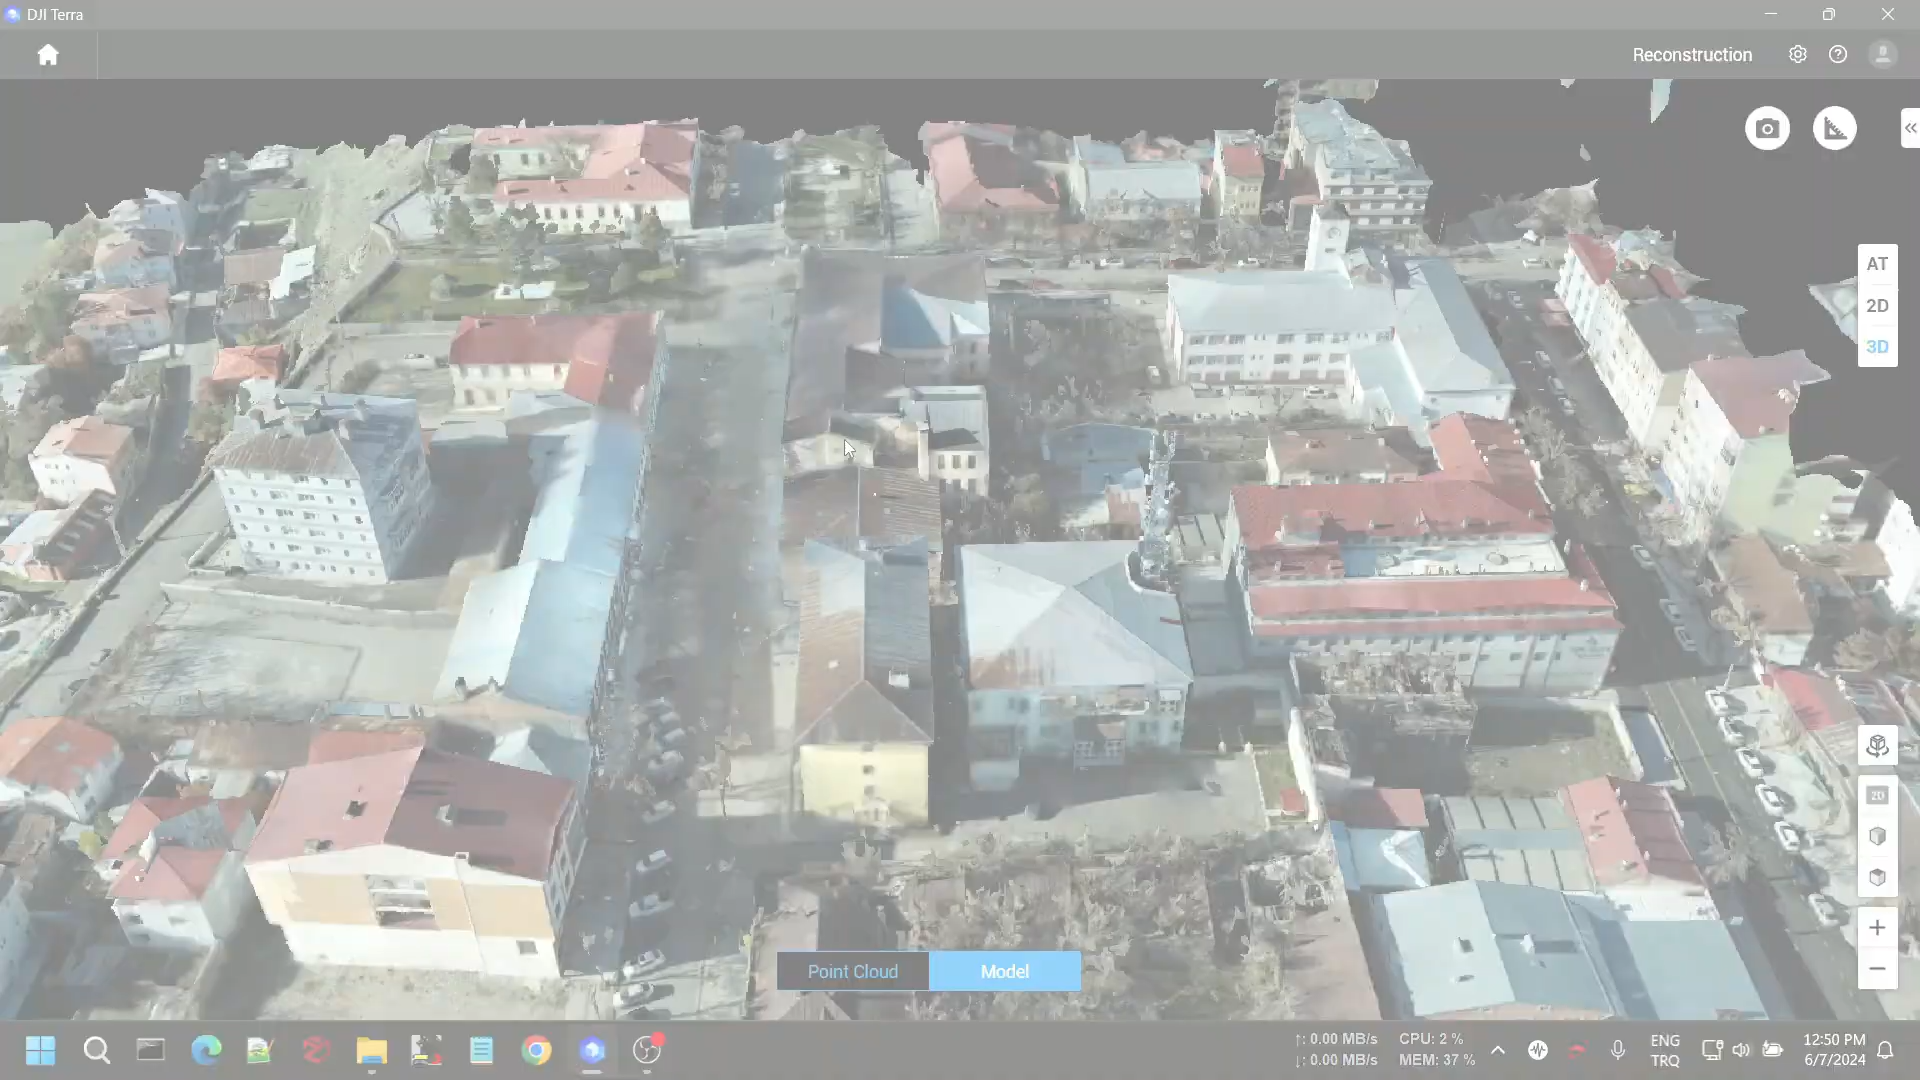 DJI Terra
Reconstruction
AT
2D
3D
2D
Point Cloud
Model
↑: 0.00 MB/s
↓: 0.00 MB/s
CPU: 2 %
MEM: 37 %
ENG
TRQ
12:50 PM
6/7/2024